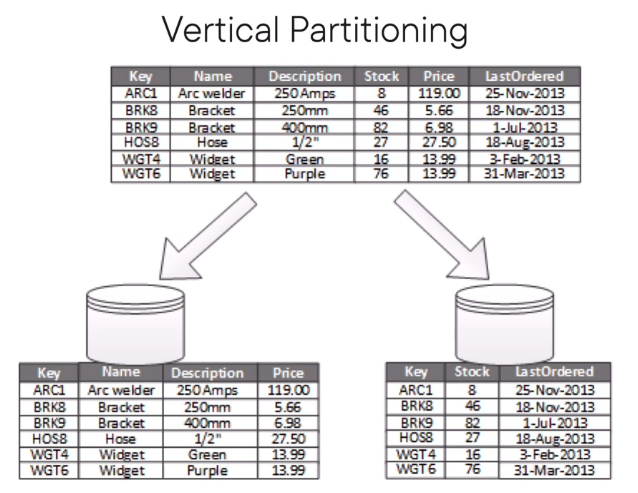 Vertical Partitioning
Key Name Description Stock Price LastOrdered
ARC1 Arc welder 250 Amps 8 119.00 25-Nov-2013
BRK8 Bracket 250mm 46 5.66 18-Nov-2013
BRK9 Bracket 400mm 82 6.98 1-Jul-2013
HOS8 Hose 1/2" 27 27.50 18-Aug-2013
WGT4 Widget Green 16 13.99 3-Feb-2013
WGT6 Widget Purple 76 13.99 31-Mar-2013
Key Name Description Price
ARC1 Arc welder 250 Amps 119.00
BRK8 Bracket 250mm 5.66
BRK9 Bracket 400mm 6.98
HOS8 Hose 1/2" 27.50
WGT4 Widget Green 13.99
WGT6 Widget Purple 13.99
Key Stock LastOrdered
ARC1 8 25-Nov-2013
BRK8 46 18-Nov-2013
BRK9 82 1-Jul-2013
HOS8 27 18-Aug-2013
WGT4 16 3-Feb-2013
WGT6 76 31-Mar-2013